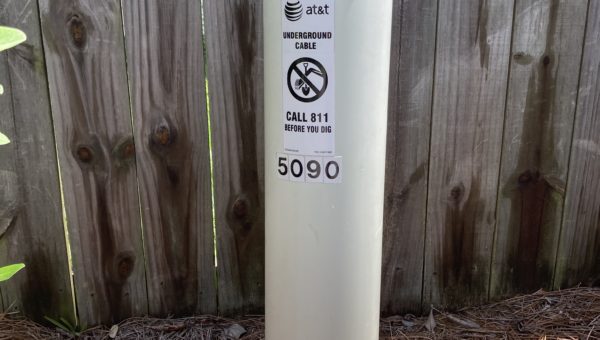 at&t
UNDERGROUND
CABLE
CALL 811
BEFORE YOU DIG
5090